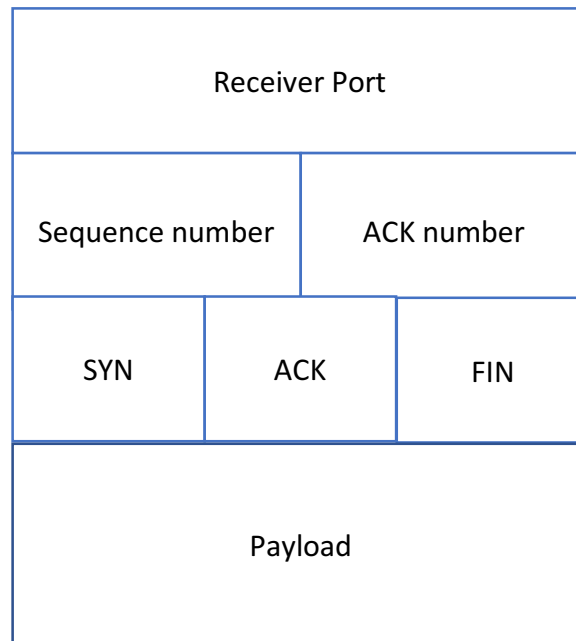 Receiver Port
Sequence number
ACK number
SYN
ACK
FIN
Payload